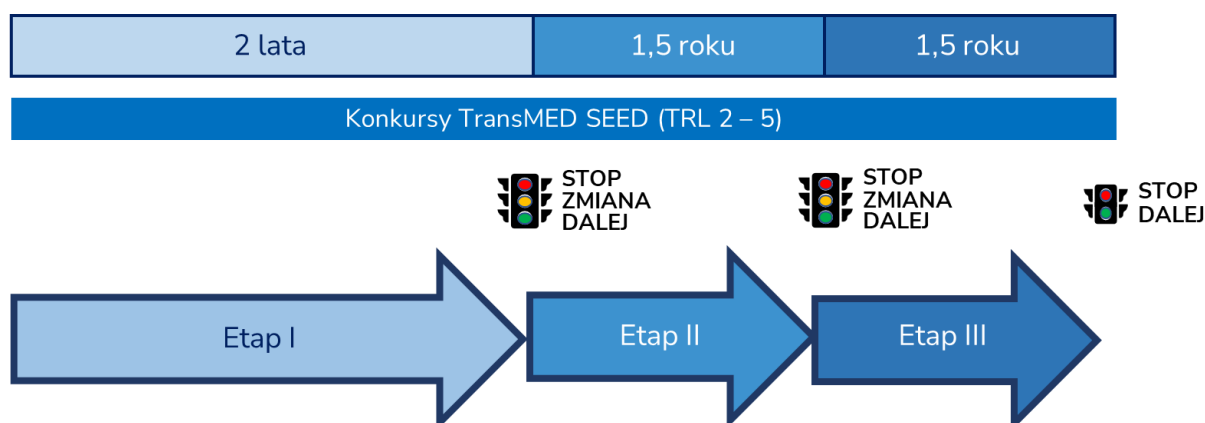 2 lata
1,5 roku
1,5 roku
Konkursy TransMED SEED (TRL 2 – 5)
STOP
ZMIANA
DALEJ
STOP
ZMIANA
DALEJ
STOP
DALEJ
Etap I
Etap II
Etap III